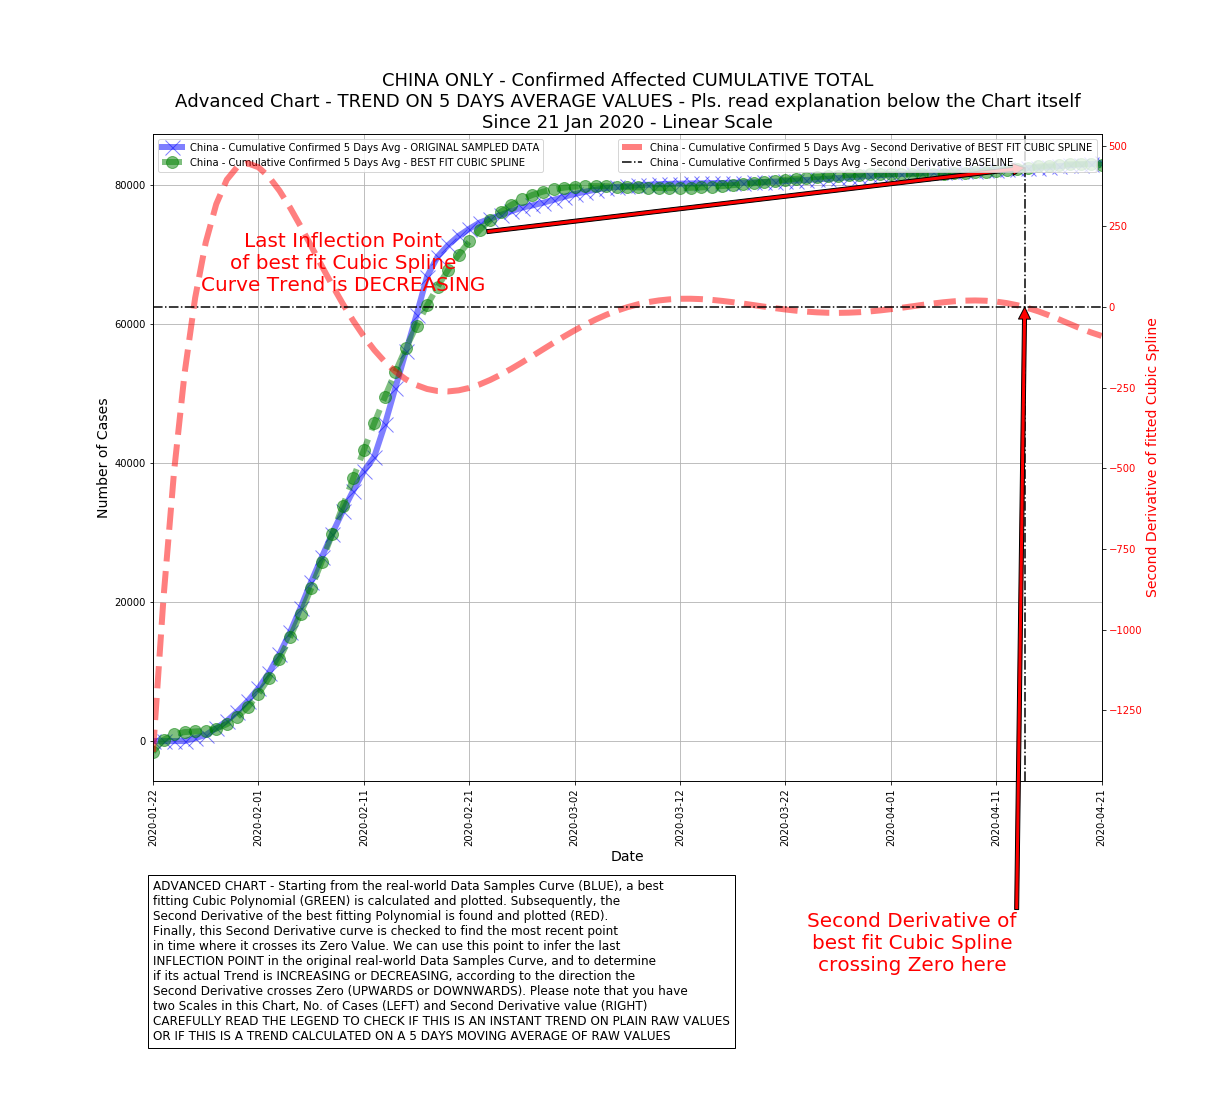 CHINA ONLY - Confirmed Affected CUMULATIVE TOTAL
Advanced Chart - TREND ON 5 DAYS AVERAGE VALUES - Pls. read explanation below the Chart itself
Since 21 Jan 2020 - Linear Scale
China - Cumulative Confirmed 5 Days Avg - ORIGINAL SAMPLED DATA
China - Cumulative Confirmed 5 Days Avg - BEST FIT CUBIC SPLINE
China - Cumulative Confirmed 5 Days Avg - Second Derivative of BEST FIT CUBIC SPLINE
China - Cumulative Confirmed 5 Days Avg - Second Derivative BASELINE
Last Inflection Point
of best fit Cubic Spline
Curve Trend is DECREASING
Number of Cases
80000
60000
40000
20000
0
500
250
0
−250
−500
−750
−1000
−1250
Second Derivative of fitted Cubic Spline
2020-01-22
2020-02-01
2020-02-11
2020-02-21
2020-03-02
2020-03-12
2020-03-22
2020-04-01
2020-04-11
2020-04-21
Date
ADVANCED CHART - Starting from the real-world Data Samples Curve (BLUE), a best
fitting Cubic Polynomial (GREEN) is calculated and plotted. Subsequently, the
Second Derivative of the best fitting Polynomial is found and plotted (RED).
Finally, this Second Derivative curve is checked to find the most recent point
in time where it crosses its Zero Value. We can use this point to infer the last
INFLECTION POINT in the original real-world Data Samples Curve, and to determine
if its actual Trend is INCREASING or DECREASING, according to the direction the
Second Derivative crosses Zero (UPWARDS or DOWNWARDS). Please note that you have
two Scales in this Chart, No. of Cases (LEFT) and Second Derivative value (RIGHT)
CAREFULLY READ THE LEGEND TO CHECK IF THIS IS AN INSTANT TREND ON PLAIN RAW VALUES
OR IF THIS IS A TREND CALCULATED ON A 5 DAYS MOVING AVERAGE OF RAW VALUES
Second Derivative of
best fit Cubic Spline
crossing Zero here